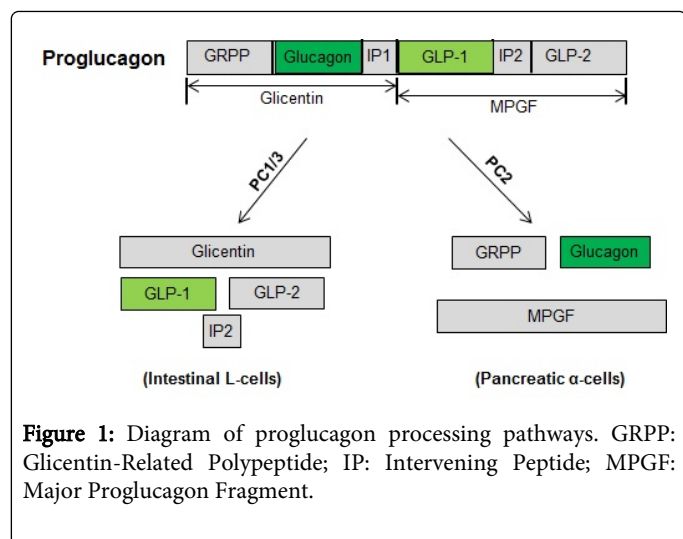 Proglucagon GRPP Glucagon IP1 GLP-1 IP2 GLP-2
Glicentin MPGF
PC1/3 PC2
Glicentin
GRPP Glucagon
GLP-1 GLP-2
MPGF
IP2
(Intestinal L-cells) (Pancreatic α-cells)
Figure 1: Diagram of proglucagon processing pathways. GRPP:
Glicentin-Related Polypeptide; IP: Intervening Peptide; MPGF:
Major Proglucagon Fragment.